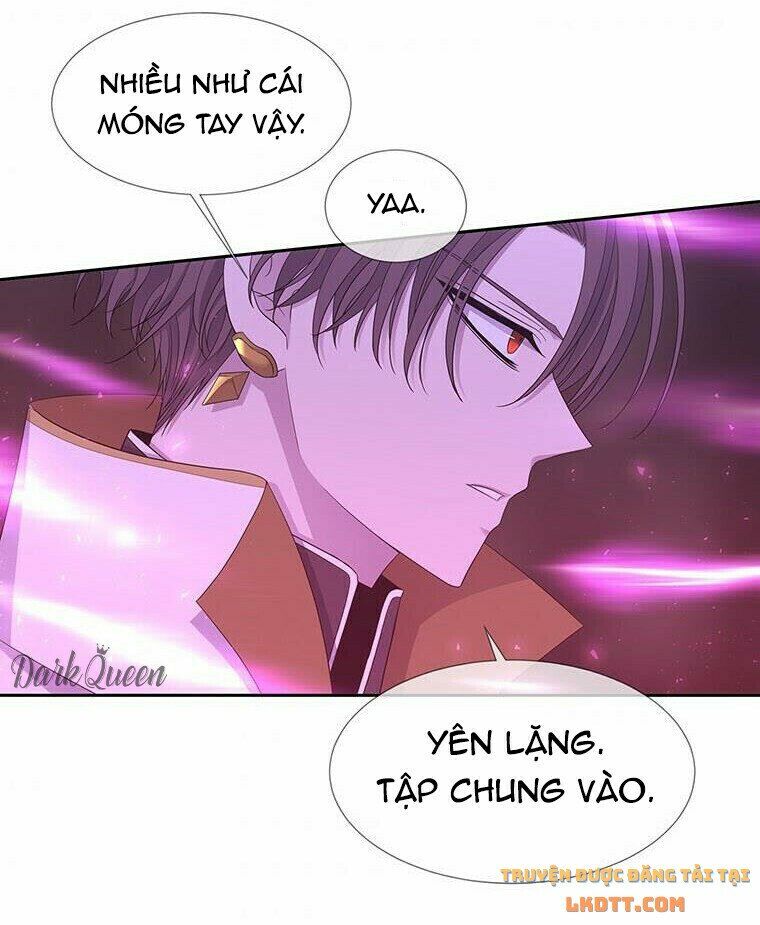 NHIỀU NHƯ CÁI
MÓNG TAY VẬY.
YAA.
DarkQueen
YÊN LẶNG.
TẬP CHUNG VÀO.
TRUYỆN ĐƯỢC ĐĂNG TẢI TẠI
LKDTT.COM